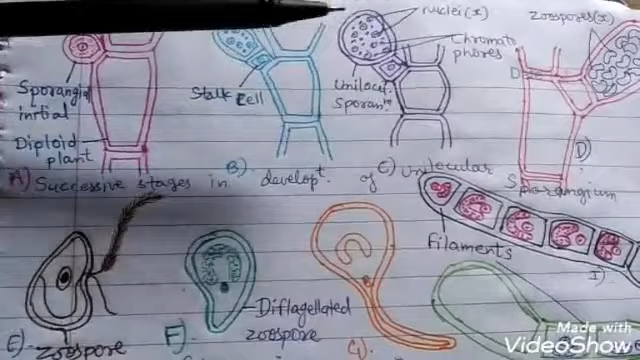 nuclei(x)
zoospores(x)
Chromato
phores
Sporangial
initial
Stalk cell
Unilocu.
Sporan
D
Diploid
plant
D)
A) Successive stages in develop^t. of Unilocular
B)
C)
Sporangium
Filaments
I)
Diflagellated
zoospore
E) zoospore
F)
G).
Made with
VideoShow